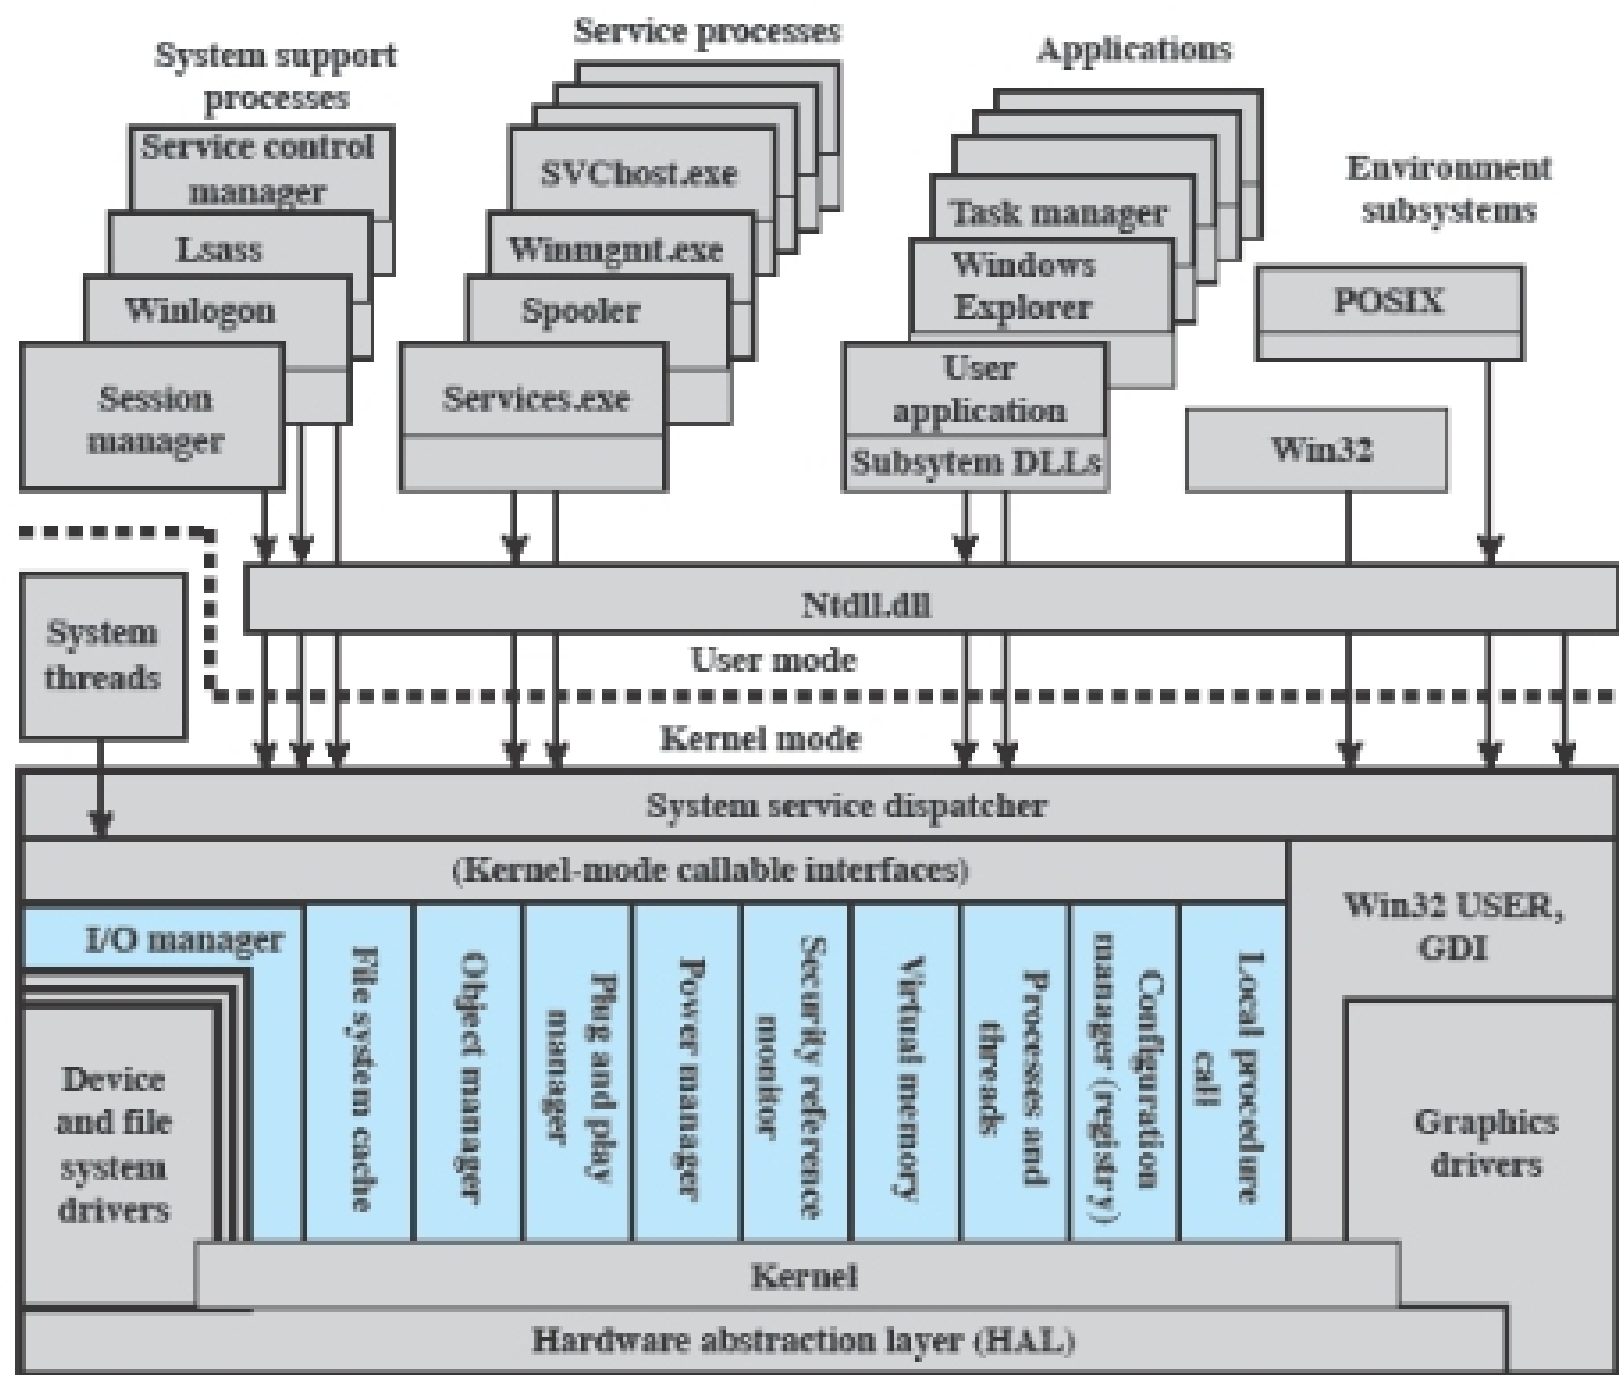 System support
processes
Service processes
Applications
Environment
subsystems
Service control
manager
Lsass
Winlogon
Session
manager
SVChost.exe
Winmgmt.exe
Spooler
Services.exe
Task manager
Windows
Explorer
User
application
Subsytem DLLs
POSIX
Win32
Ntdll.dll
System
threads
User mode
Kernel mode
System service dispatcher
(Kernel-mode callable interfaces)
Win32 USER,
GDI
I/O manager
Device
and file
system
drivers
File system cache
Object manager
Plug and play
manager
Power manager
Security reference
monitor
Virtual memory
Processes and
threads
Configuration
manager (registry)
Local procedure
call
Graphics
drivers
Kernel
Hardware abstraction layer (HAL)